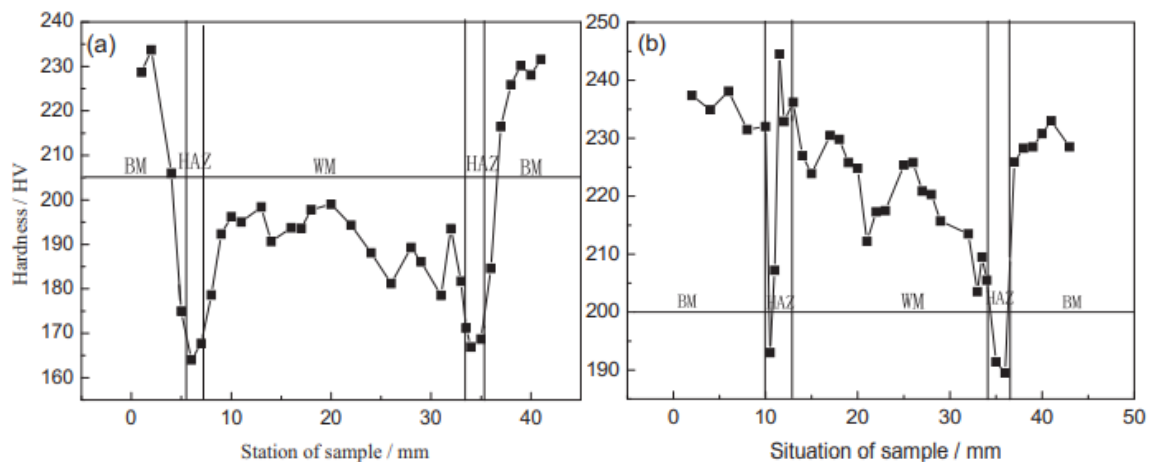 (a)
Hardness / HV
240
230
220
210
200
190
180
170
160
BM
HAZ
WM
HAZ
BM
0
10
20
30
40
Station of sample / mm
(b)
250
240
230
220
210
200
190
BM
HAZ
WM
HAZ
BM
0
10
20
30
40
50
Situation of sample / mm